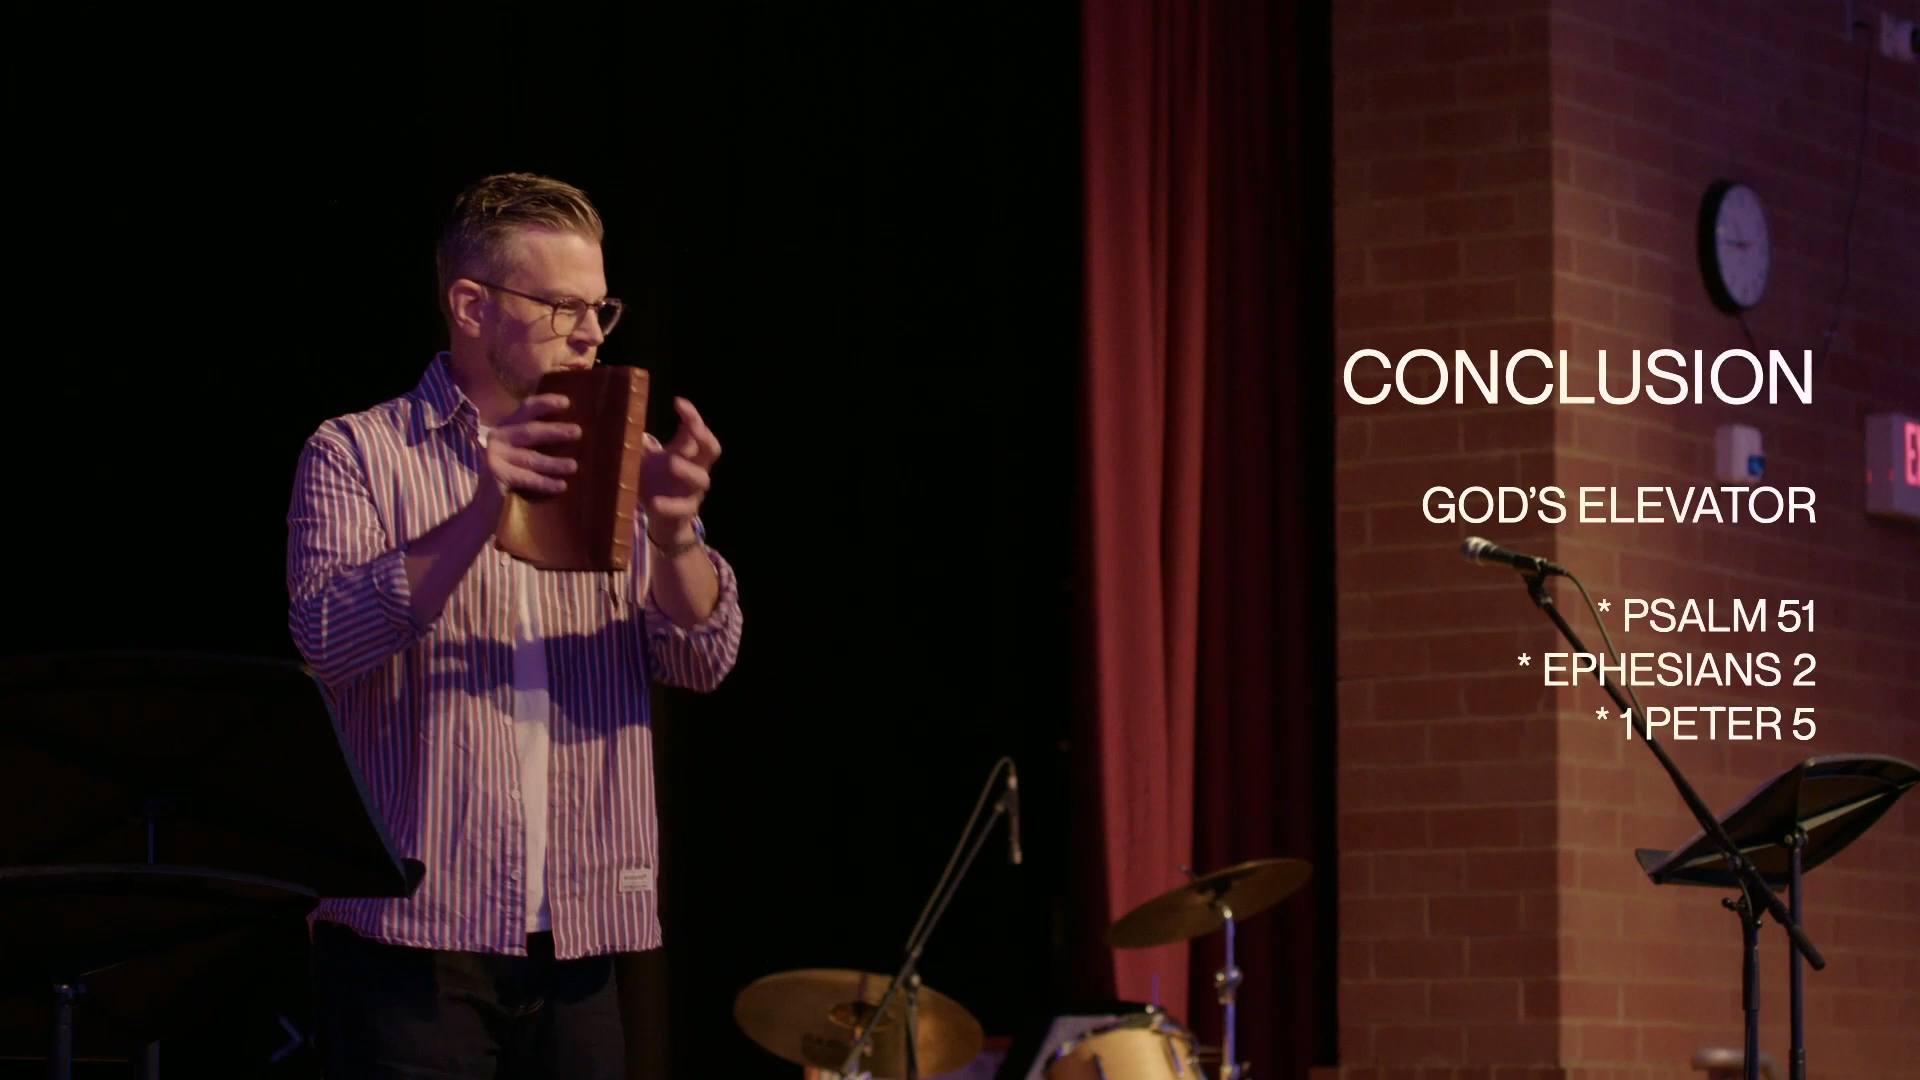 CONCLUSION
GOD’S ELEVATOR
* PSALM 51
* EPHESIANS 2
* 1 PETER 5